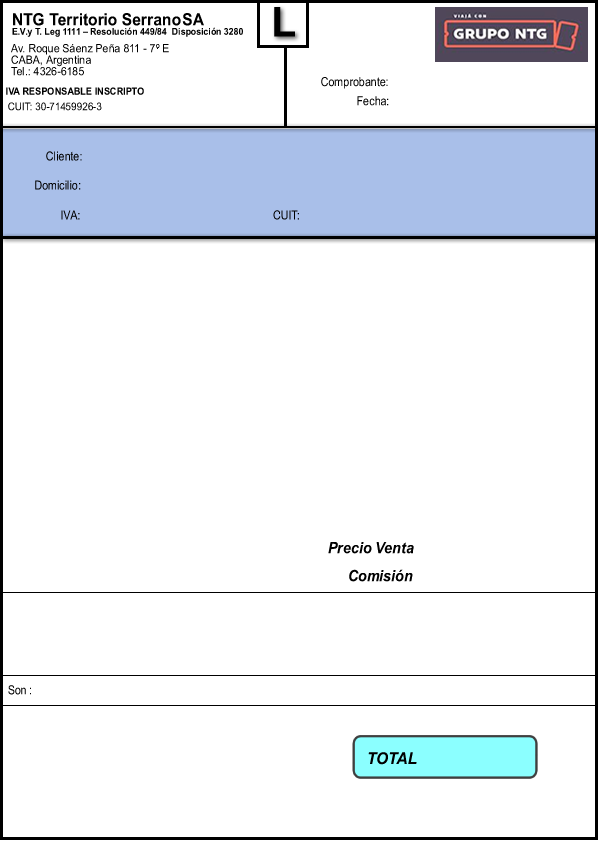 NTG Territorio SerranoSA
E.V.y T. Leg 1111 – Resolución 449/84 Disposición 3280
Av. Roque Sáenz Peña 811 - 7º E
CABA, Argentina
Tel.: 4326-6185
IVA RESPONSABLE INSCRIPTO
CUIT: 30-71459926-3
L
VIAJÁ CON
GRUPO NTG
Comprobante:
Fecha:
Cliente:
Domicilio:
IVA: CUIT:
Precio Venta
Comisión
Son :
TOTAL